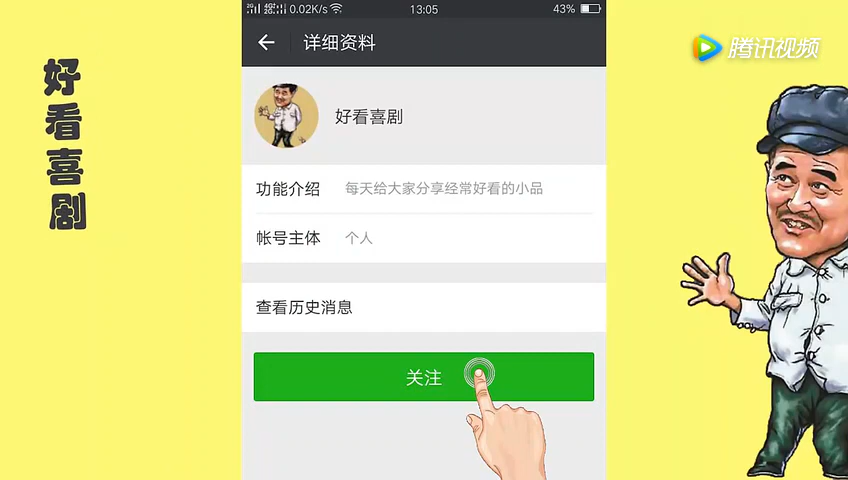 0.02K/s
13:05
43%
详细资料
腾讯视频
好看喜剧
好看喜剧
功能介绍 每天给大家分享经常好看的小品
帐号主体 个人
查看历史消息
关注